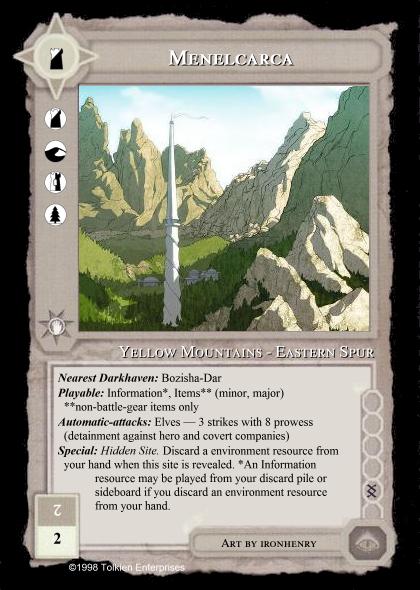 Menelcarca
Yellow Mountains - Eastern Spur
Nearest Darkhaven: Bozisha-Dar
Playable: Information*, Items** (minor, major)
**non-battle-gear items only
Automatic-attacks: Elves — 3 strikes with 8 prowess
(detainment against hero and covert companies)
Special: Hidden Site. Discard a environment resource from
your hand when this site is revealed. *An Information
resource may be played from your discard pile or
sideboard if you discard an environment resource
from your hand.
2
2
Art by ironhenry
©1998 Tolkien Enterprises